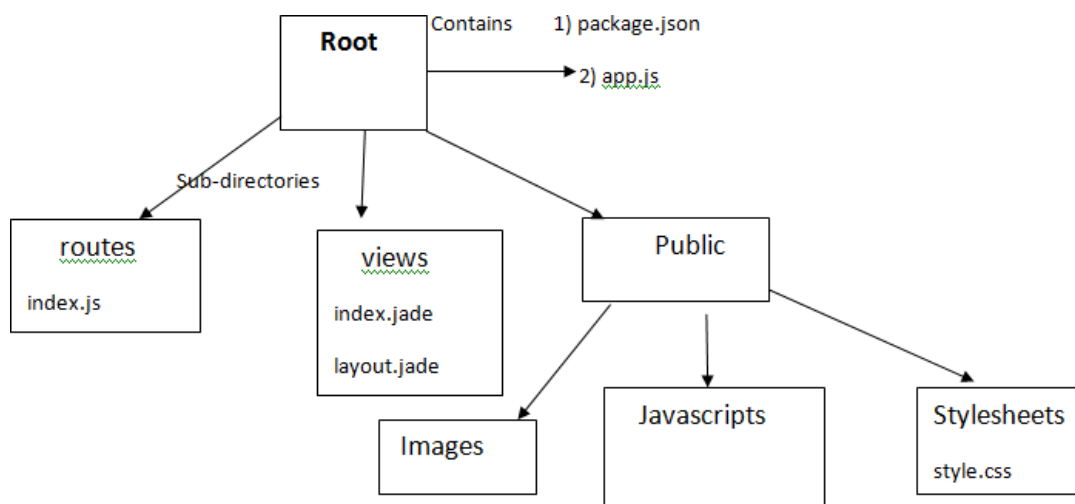 Root
Contains 1) package.json
2) app.js
Sub-directories
routes
index.js
views
index.jade
layout.jade
Public
Images
Javascripts
Stylesheets
style.css